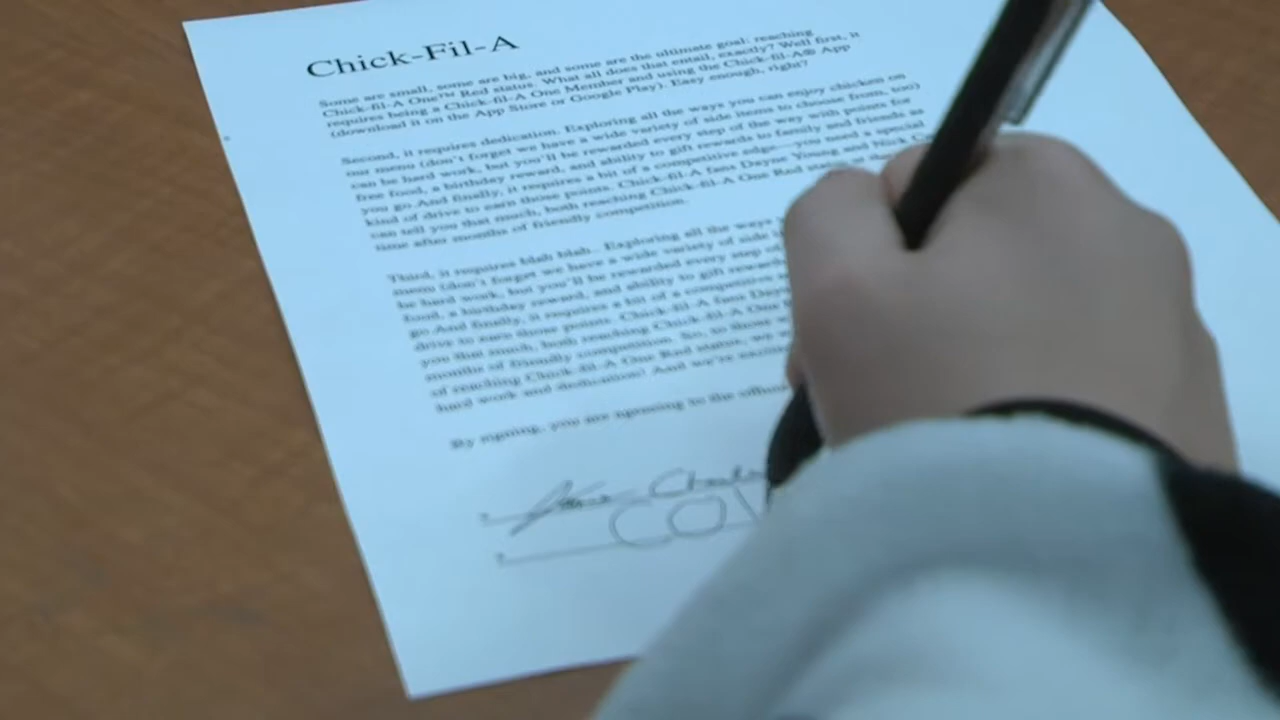 Chick-Fil-A
Some are small, some are big, and some are the ultimate goal: reaching
Chick-fil-A One™ Red status. What all does that entail, exactly? Well first, it
requires being a Chick-fil-A One Member and using the Chick-fil-A® App
(download it on the App Store or Google Play). Easy enough, right?
Second, it requires dedication. Exploring all the ways you can enjoy chicken on
our menu (don't forget we have a wide variety of side items to choose from, too)
can be hard work, but you'll be rewarded every step of the way with points for
free food, a birthday reward, and ability to gift rewards to family and friends as
you go. And finally, it requires a bit of a competitive edge—you need a special
kind of drive to earn those points. Chick-fil-A fans Dayne Young and Nick C
can tell you that much, both reaching Chick-fil-A One Red status at the
time after months of friendly competition.
Third, it requires blah blah. Exploring all the ways
menu (don't forget we have a wide variety of side
be hard work, but you'll be rewarded every step of
food, a birthday reward, and ability to gift
go. And finally, it requires a bit of a competitive
drive to earn those points. Chick-fil-A fans
you that much, both reaching Chick-fil-A One
months of friendly competition. So, to those
of reaching Chick-fil-A One Red status, we
hard work and dedication! And we're
By signing, you are agreeing to the
COL